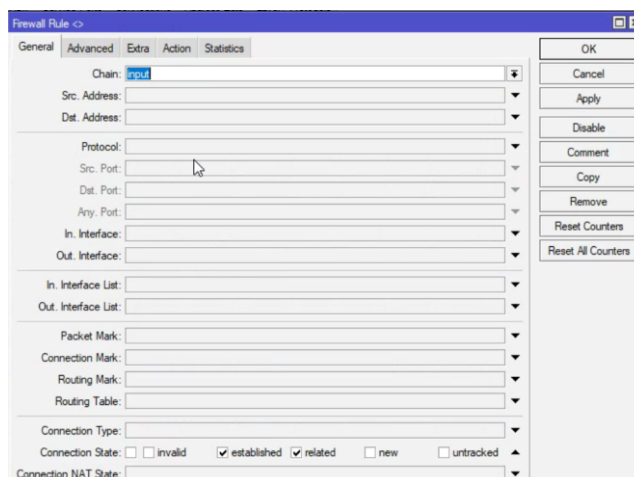 Firewall Rule <>
General Advanced Extra Action Statistics
OK
Chain: input
Cancel
Src. Address:
Apply
Dst. Address:
Disable
Protocol:
Comment
Src. Port:
Copy
Dst. Port:
Remove
Any. Port:
In. Interface:
Reset Counters
Out. Interface:
Reset All Counters
In. Interface List:
Out. Interface List:
Packet Mark:
Connection Mark:
Routing Mark:
Routing Table:
Connection Type:
Connection State: invalid established related new untracked
Connection NAT State: